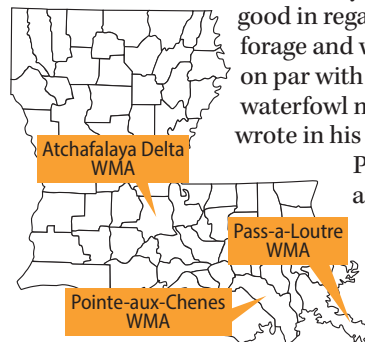 good in rega
forage and w
on par with
waterfowl n
wrote in his
P
a
Atchafalaya Delta
WMA
Pass-a-Loutre
WMA
Pointe-aux-Chenes
WMA